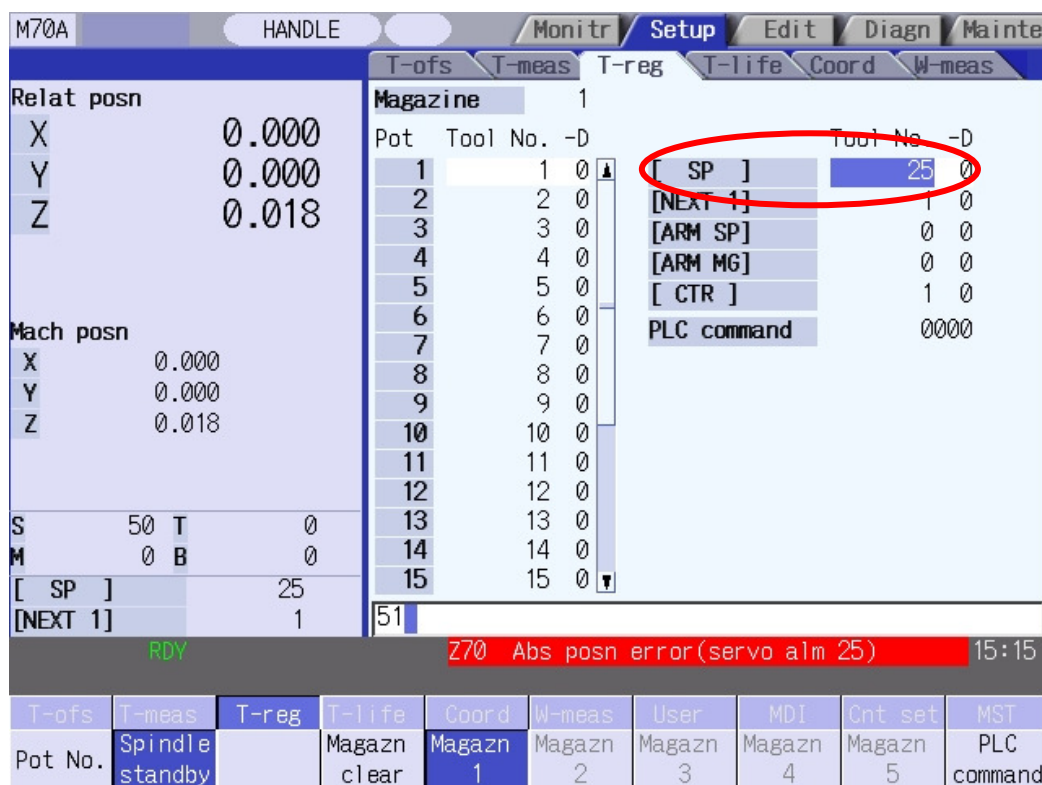 M70A HANDLE Monitr Setup Edit Diagn Mainte
T-ofs T-meas T-reg T-life Coord W-meas
Relat posn
X 0.000
Y 0.000
Z 0.018
Mach posn
X 0.000
Y 0.000
Z 0.018
S 50 T 0
M 0 B 0
[ SP ] 25
[NEXT 1] 1
Magazine 1
Pot Tool No. -D
1 1 0
2 2 0
3 3 0
4 4 0
5 5 0
6 6 0
7 7 0
8 8 0
9 9 0
10 10 0
11 11 0
12 12 0
13 13 0
14 14 0
15 15 0
Tool No. -D
[ SP ] 25 0
[NEXT 1] 1 0
[ARM SP] 0 0
[ARM MG] 0 0
[ CTR ] 1 0
PLC command 0000
51
RDY Z70 Abs posn error(servo alm 25) 15:15
T-ofs T-meas T-reg T-life Coord W-meas User MDI Cnt set MST
Pot No. Spindle standby Magazn clear Magazn 1 Magazn 2 Magazn 3 Magazn 4 Magazn 5 PLC command